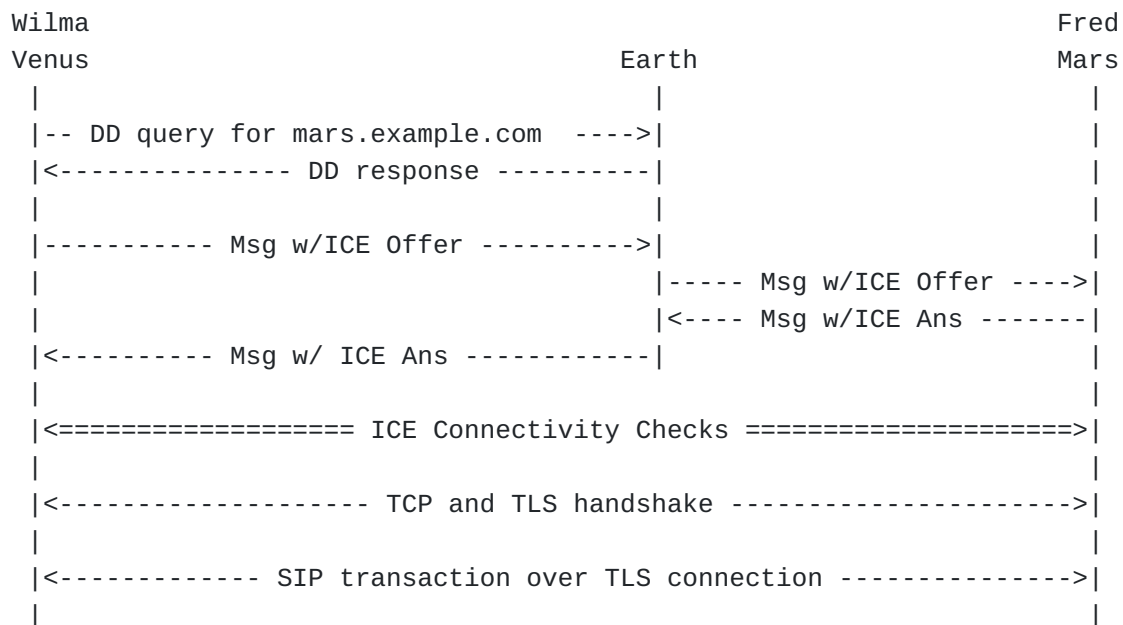 Wilma                                                              Fred
Venus                                  Earth                       Mars
 |                                       |                           |
 |-- DD query for mars.example.com  ---->|                           |
 |<--------------- DD response ----------|                           |
 |                                       |                           |
 |----------- Msg w/ICE Offer ---------->|                           |
 |                                       |----- Msg w/ICE Offer ---->|
 |                                       |<---- Msg w/ICE Ans -------|
 |<---------- Msg w/ ICE Ans ------------|                           |
 |                                                                   |
 |<=================== ICE Connectivity Checks =====================>|
 |                                                                   |
 |<-------------------- TCP and TLS handshake ---------------------->|
 |                                                                   |
 |<------------- SIP transaction over TLS connection --------------->|
 |                                                                   |